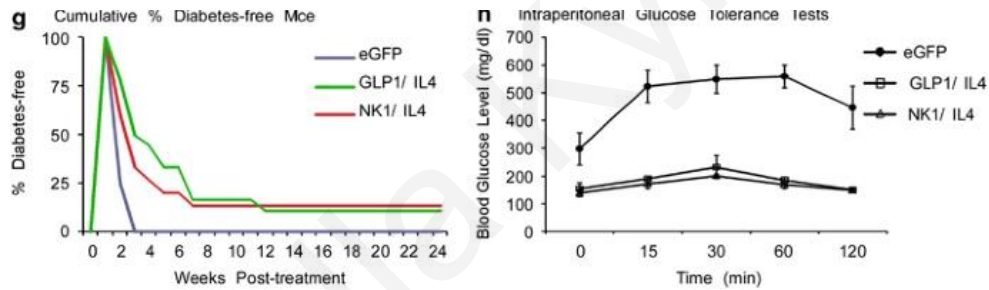 g Cumulative % Diabetes-free Mice
100
75
50
25
0
% Diabetes-free
eGFP
GLP1/ IL4
NK1/ IL4
0 2 4 6 8 10 12 14 16 18 20 22 24
Weeks Post-treatment
h Intraperitoneal Glucose Tolerance Tests
700
600
500
400
300
200
100
0
Blood Glucose Level (mg/dl)
eGFP
GLP1/ IL4
NK1/ IL4
0 15 30 60 120
Time (min)